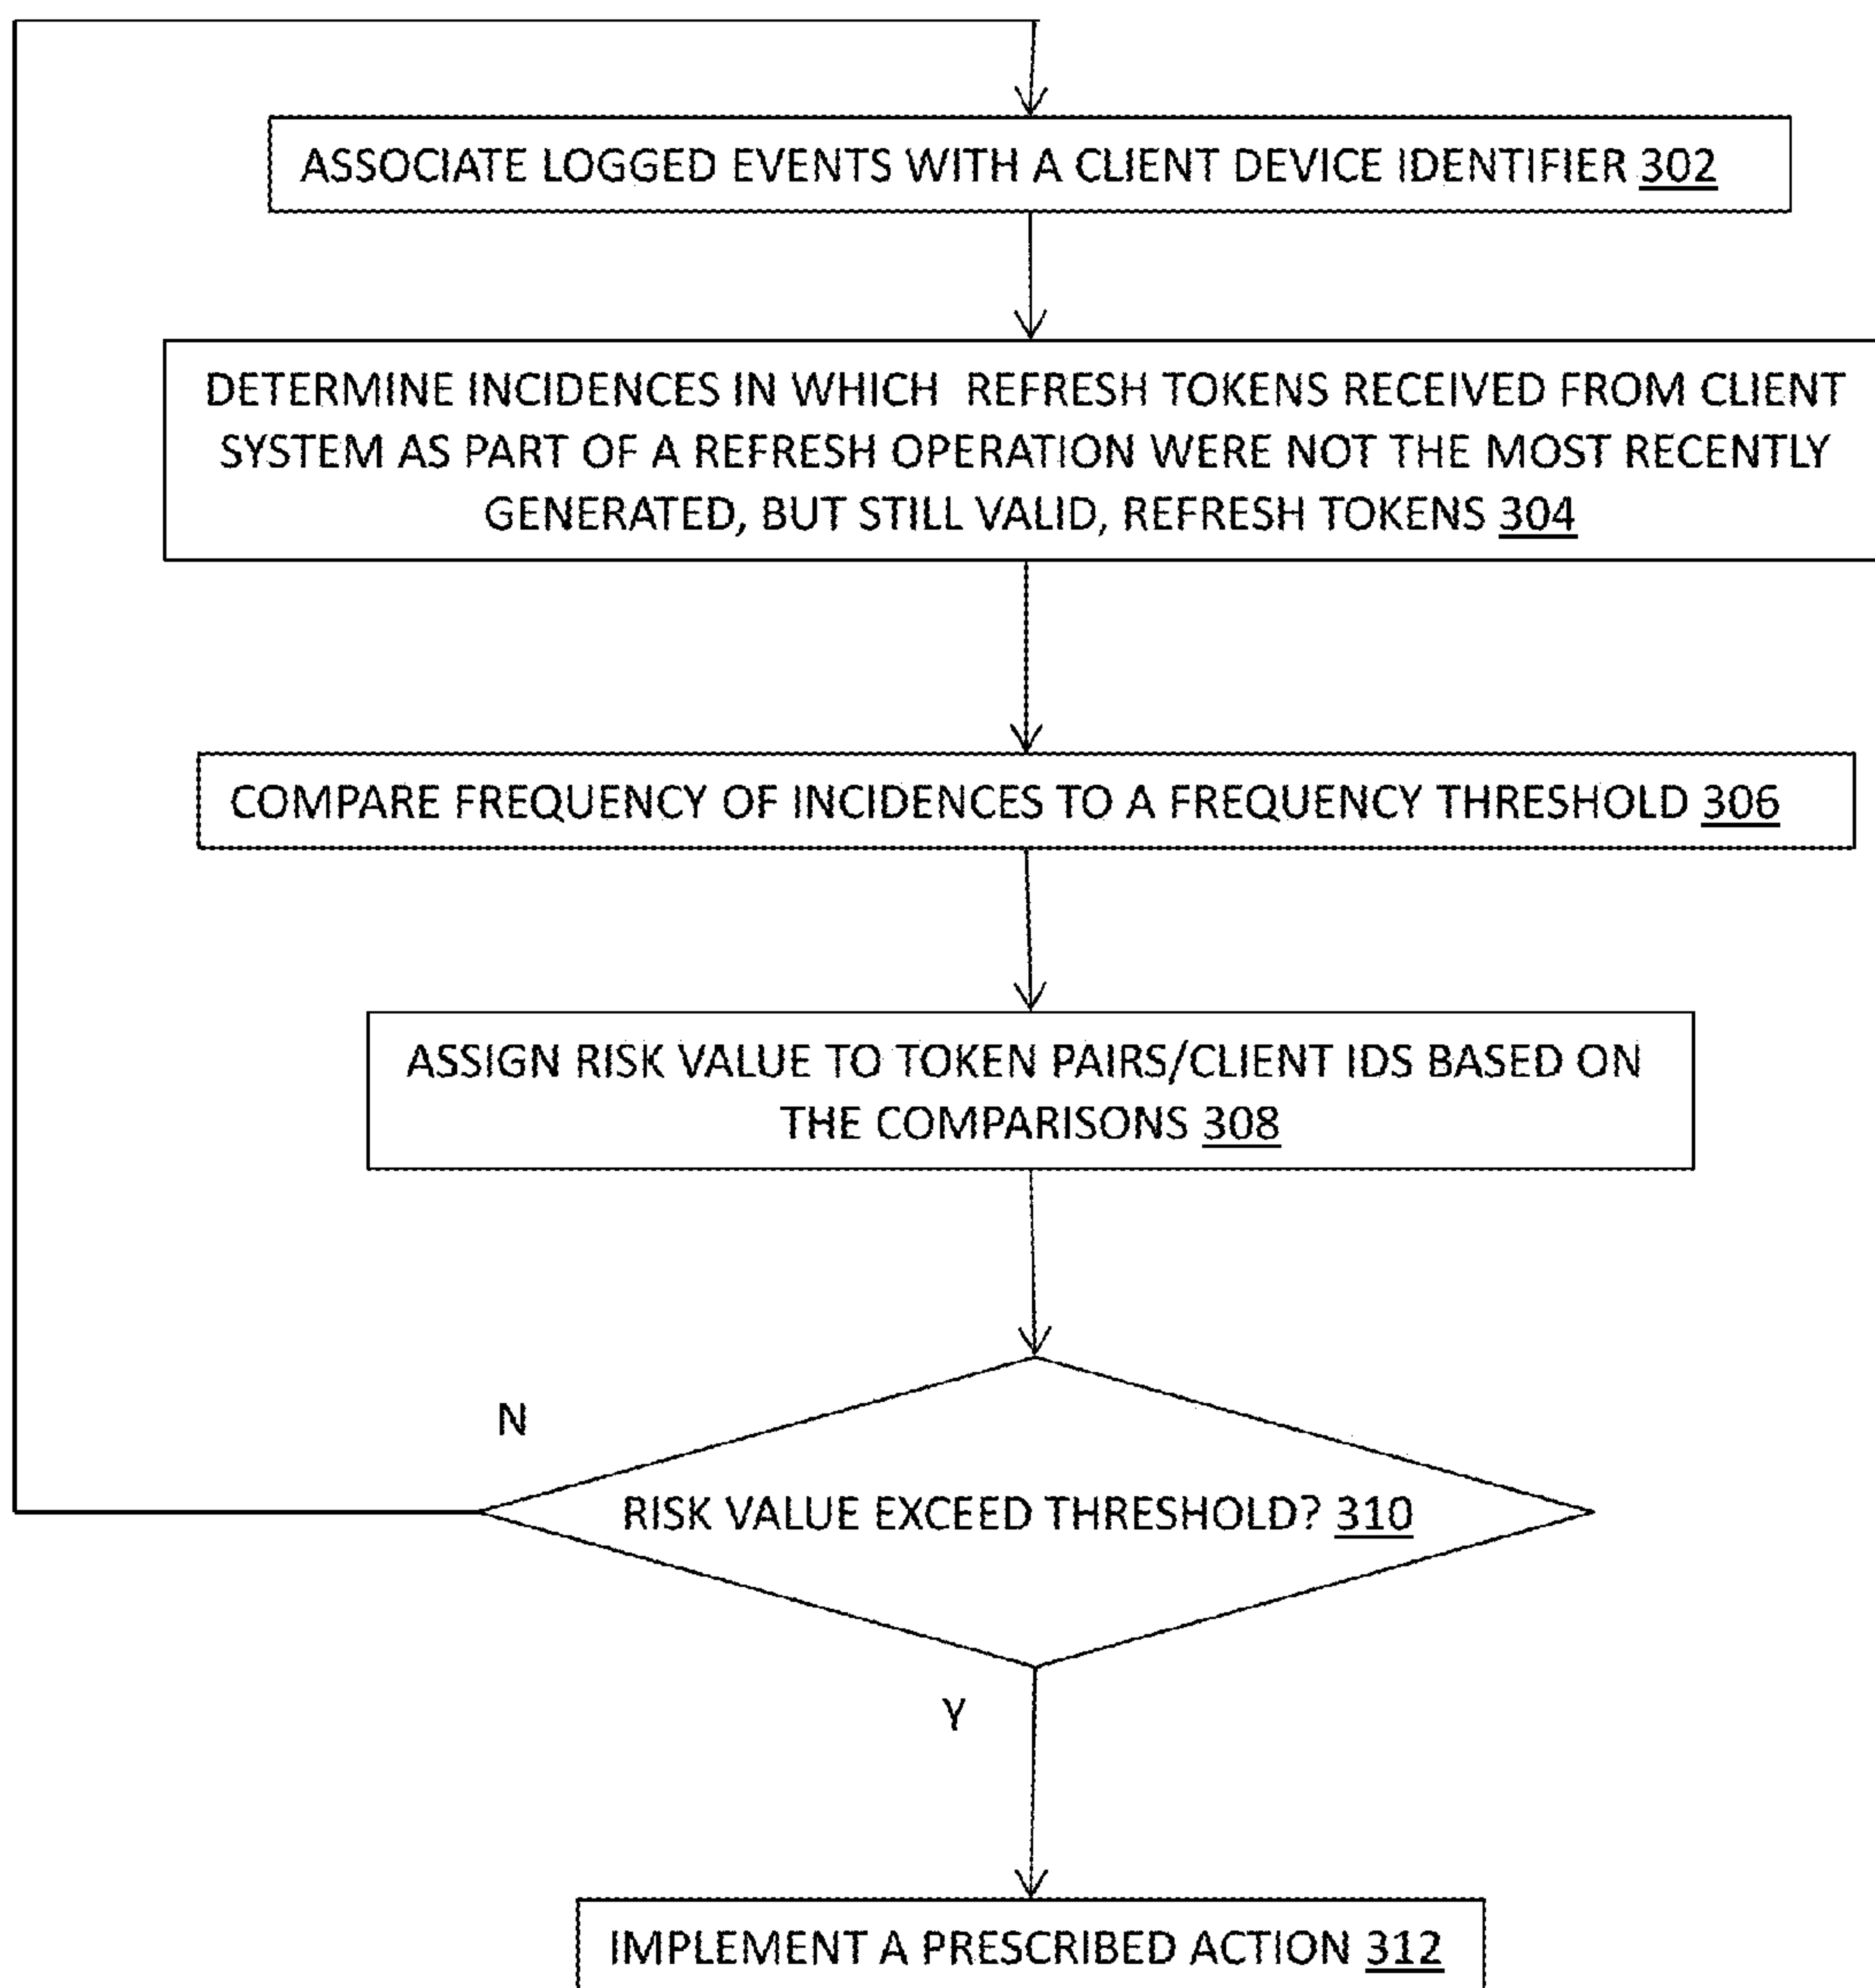 ASSOCIATE LOGGED EVENTS WITH A CLIENT DEVICE IDENTIFIER 302
DETERMINE INCIDENCES IN WHICH REFRESH TOKENS RECEIVED FROM CLIENT
SYSTEM AS PART OF A REFRESH OPERATION WERE NOT THE MOST RECENTLY
GENERATED, BUT STILL VALID, REFRESH TOKENS 304
COMPARE FREQUENCY OF INCIDENCES TO A FREQUENCY THRESHOLD 306
ASSIGN RISK VALUE TO TOKEN PAIRS/CLIENT IDS BASED ON
THE COMPARISONS 308
N
RISK VALUE EXCEED THRESHOLD? 310
Y
IMPLEMENT A PRESCRIBED ACTION 312